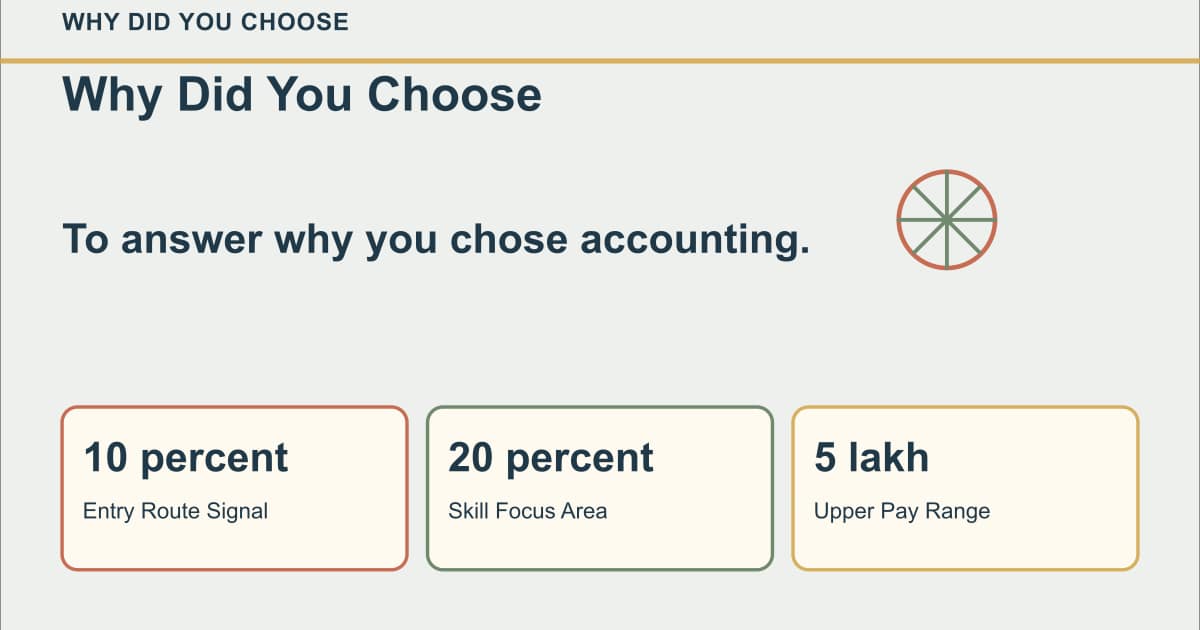 WHY DID YOU CHOOSE
Why Did You Choose
To answer why you chose accounting.
10 percent
Entry Route Signal
20 percent
Skill Focus Area
5 lakh
Upper Pay Range